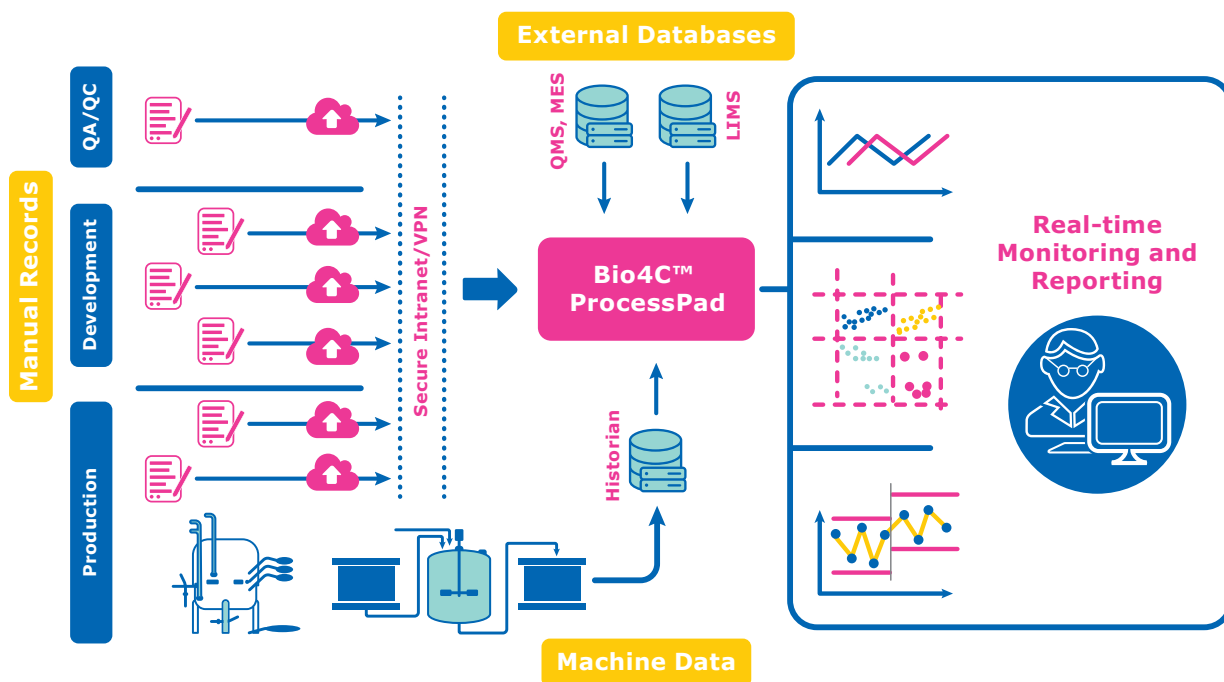 External Databases
QA/QC
QMS, MES
LIMS
Manual Records
Development
Secure Intranet/VPN
Bio4C™
ProcessPad
Real-time
Monitoring and
Reporting
Production
Historian
Machine Data